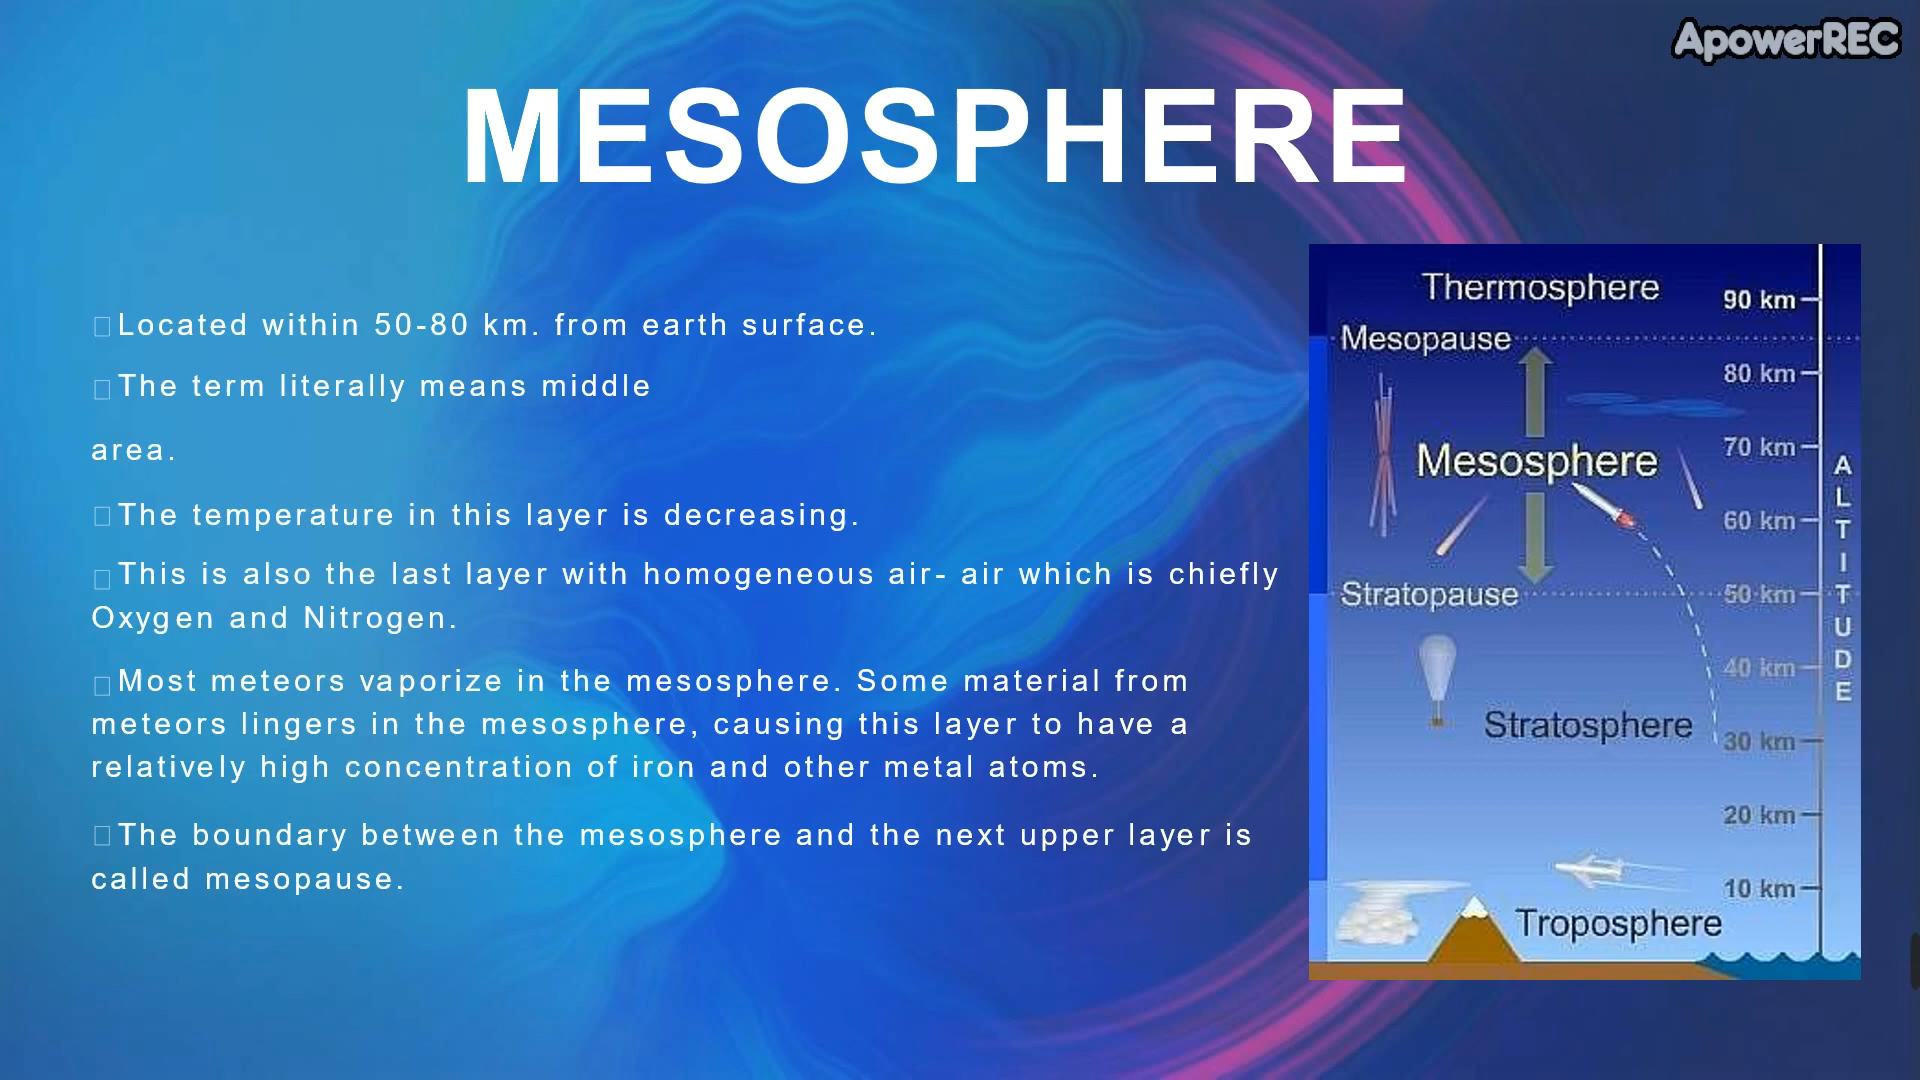 ApowerREC
MESOSPHERE
Located within 50-80 km. from earth surface.
The term literally means middle
area.
The temperature in this layer is decreasing.
This is also the last layer with homogeneous air- air which is chiefly
Oxygen and Nitrogen.
Most meteors vaporize in the mesosphere. Some material from
meteors lingers in the mesosphere, causing this layer to have a
relatively high concentration of iron and other metal atoms.
The boundary between the mesosphere and the next upper layer is
called mesopause.
Thermosphere
90 km
Mesopause
80 km
70 km
Mesosphere
60 km
Stratopause
50 km
40 km
Stratosphere
30 km
20 km
10 km
Troposphere
ALTITUDE